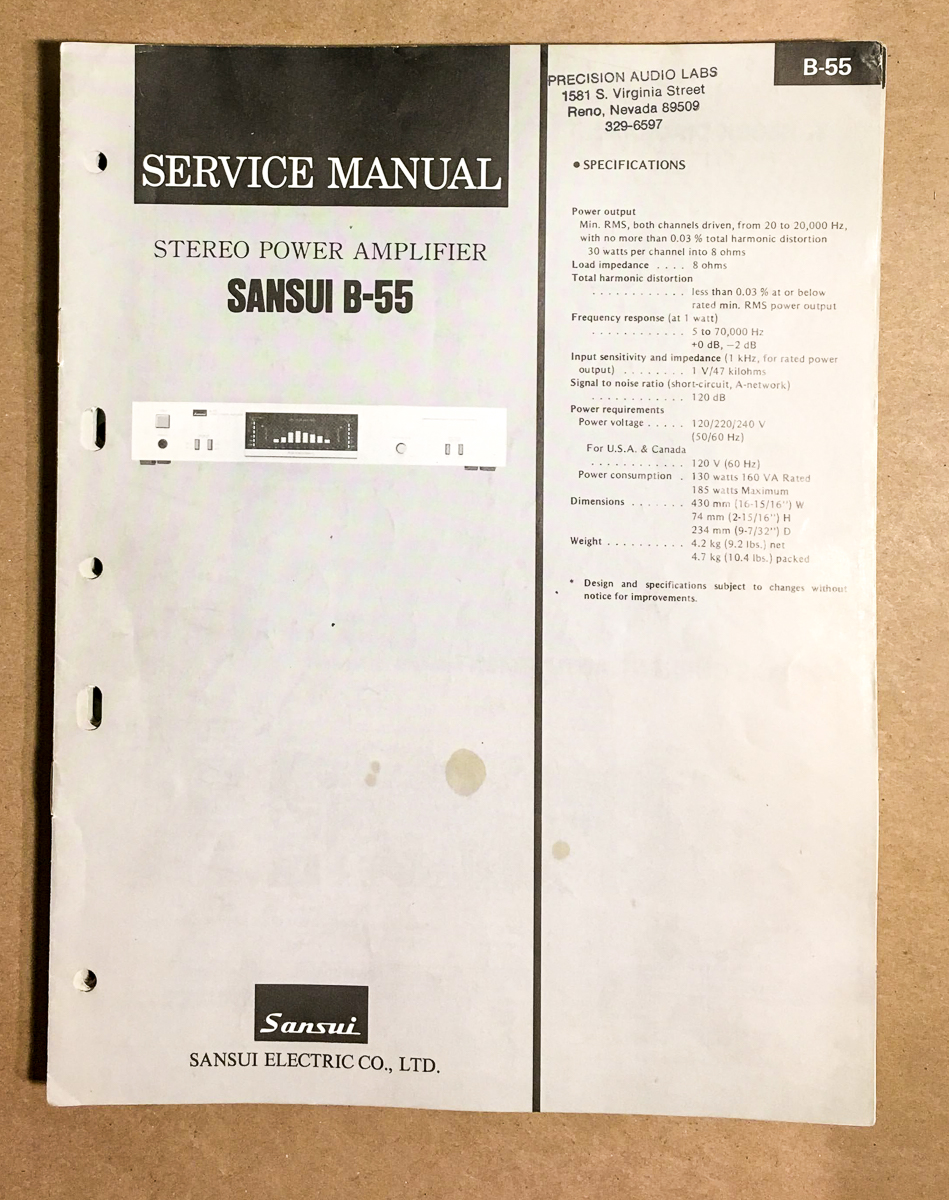 SERVICE MANUAL
STEREO POWER AMPLIFIER
SANSUI B-55
Sansui
SANSUI ELECTRIC CO., LTD.
B-55
PRECISION AUDIO LABS
1581 S. Virginia Street
Reno, Nevada 89509
329-6597
● SPECIFICATIONS
Power output
Min. RMS, both channels driven, from 20 to 20,000 Hz,
with no more than 0.03 % total harmonic distortion
30 watts per channel into 8 ohms
Load impedance . . . . 8 ohms
Total harmonic distortion
. . . . . . . . . . . . less than 0.03 % at or below
rated min. RMS power output
Frequency response (at 1 watt)
. . . . . . . . . . . . 5 to 70,000 Hz
+0 dB, −2 dB
Input sensitivity and impedance (1 kHz, for rated power
output) . . . . . . . . 1 V/47 kilohms
Signal to noise ratio (short-circuit, A-network)
. . . . . . . . . . . . 120 dB
Power requirements
Power voltage . . . . . 120/220/240 V
(50/60 Hz)
For U.S.A. & Canada
. . . . . . . . . . . . 120 V (60 Hz)
Power consumption . 130 watts 160 VA Rated
185 watts Maximum
Dimensions . . . . . . . 430 mm (16-15/16") W
74 mm (2-15/16") H
234 mm (9-7/32") D
Weight . . . . . . . . . . 4.2 kg (9.2 lbs.) net
4.7 kg (10.4 lbs.) packed
* Design and specifications subject to changes without
notice for improvements.